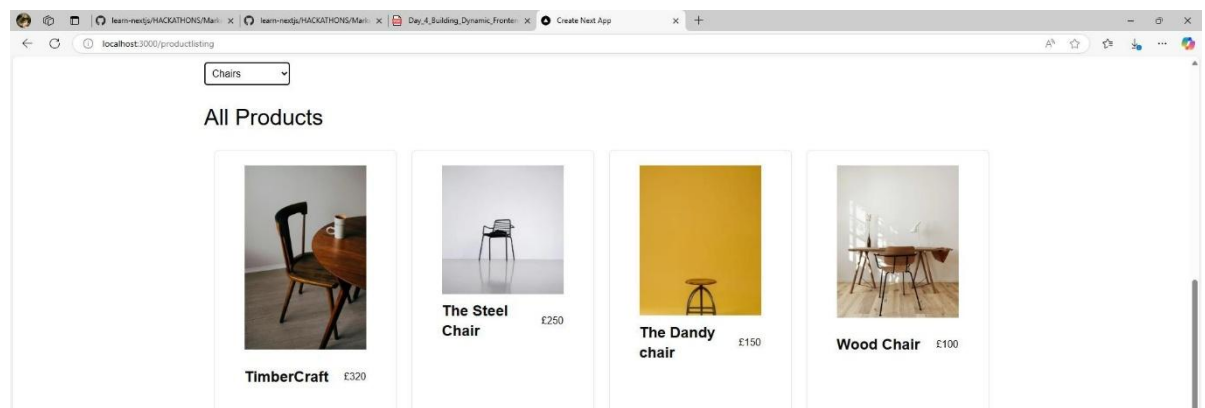 learn-nextjs/HACKATHONS/Mark
learn-nextjs/HACKATHONS/Mark
Day_4_Building_Dynamic_Fronten
Create Next App
localhost:3000/productlisting
Chairs
All Products
TimberCraft £320
The Steel
Chair £250
The Dandy
chair £150
Wood Chair £100